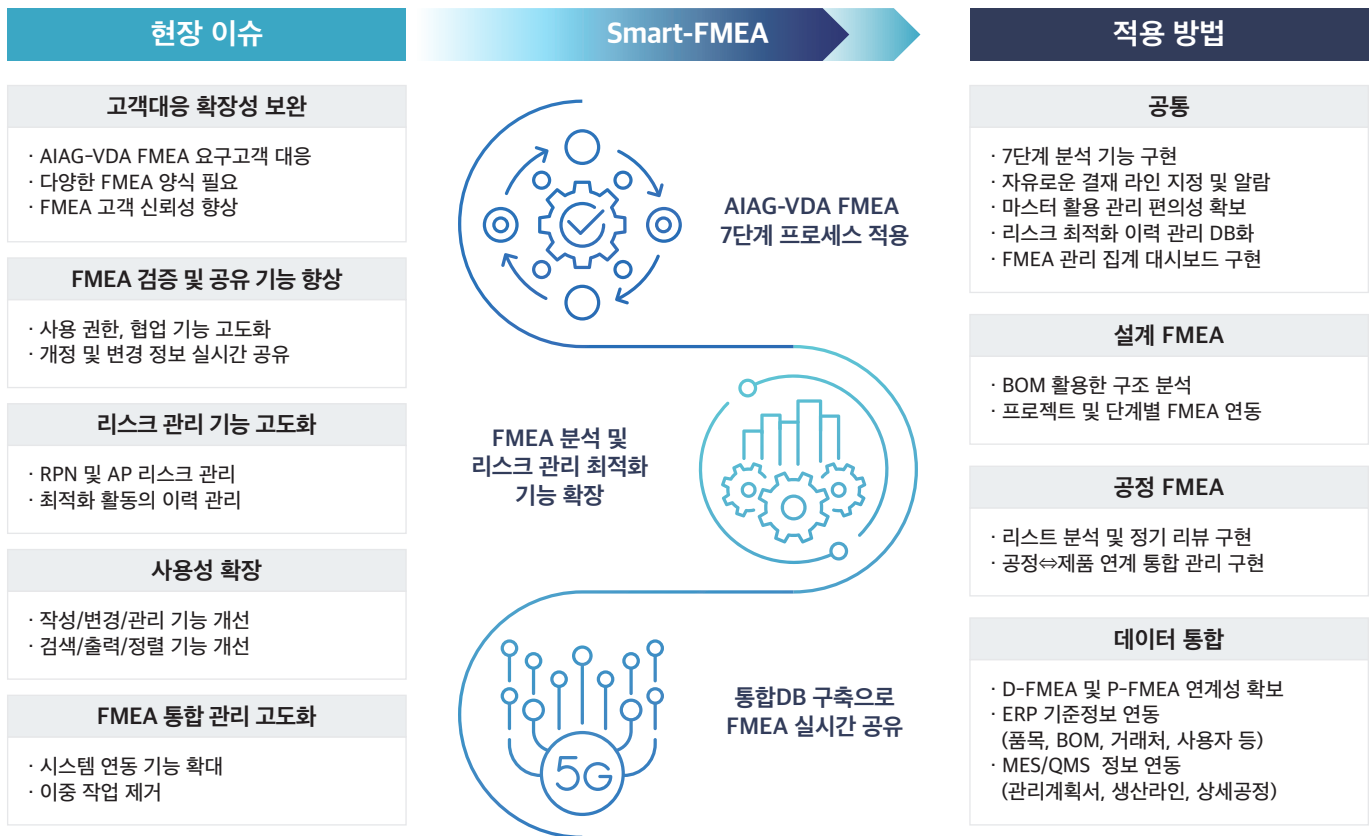 현장 이슈
고객대응 확장성 보완
· AIAG-VDA FMEA 요구고객 대응
· 다양한 FMEA 양식 필요
· FMEA 고객 신뢰성 향상
FMEA 검증 및 공유 기능 향상
· 사용 권한, 협업 기능 고도화
· 개정 및 변경 정보 실시간 공유
리스크 관리 기능 고도화
· RPN 및 AP 리스크 관리
· 최적화 활동의 이력 관리
사용성 확장
· 작성/변경/관리 기능 개선
· 검색/출력/정렬 기능 개선
FMEA 통합 관리 고도화
· 시스템 연동 기능 확대
· 이중 작업 제거
Smart-FMEA
AIAG-VDA FMEA
7단계 프로세스 적용
FMEA 분석 및
리스크 관리 최적화
기능 확장
통합DB 구축으로
FMEA 실시간 공유
5G
적용 방법
공통
· 7단계 분석 기능 구현
· 자유로운 결재 라인 지정 및 알람
· 마스터 활용 관리 편의성 확보
· 리스크 최적화 이력 관리 DB화
· FMEA 관리 집계 대시보드 구현
설계 FMEA
· BOM 활용한 구조 분석
· 프로젝트 및 단계별 FMEA 연동
공정 FMEA
· 리스트 분석 및 정기 리뷰 구현
· 공정⇔제품 연계 통합 관리 구현
데이터 통합
· D-FMEA 및 P-FMEA 연계성 확보
· ERP 기준정보 연동
(품목, BOM, 거래처, 사용자 등)
· MES/QMS 정보 연동
(관리계획서, 생산라인, 상세공정)